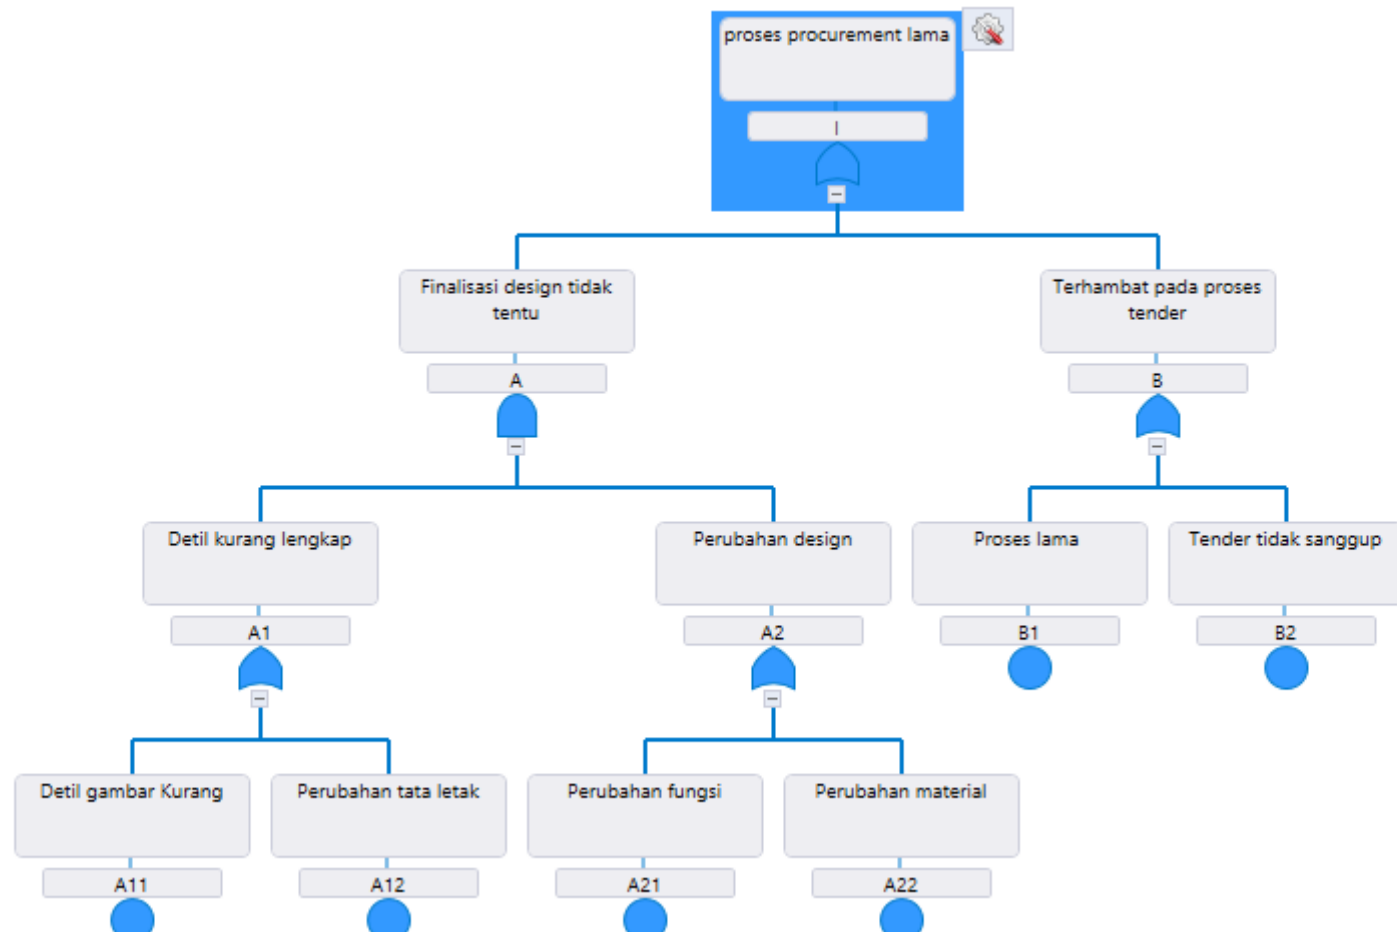 proses procurement lama
I
Finalisasi design tidak
tentu
A
Terhambat pada proses
tender
B
Detil kurang lengkap
A1
Perubahan design
A2
Proses lama
B1
Tender tidak sanggup
B2
Detil gambar Kurang
A11
Perubahan tata letak
A12
Perubahan fungsi
A21
Perubahan material
A22